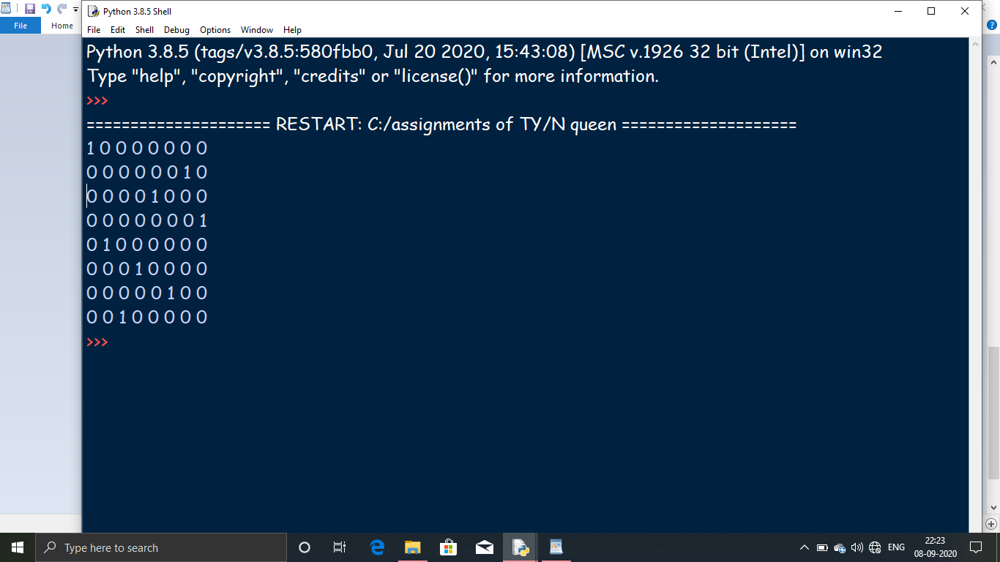 Python 3.8.5 Shell
File Home
File Edit Shell Debug Options Window Help
Python 3.8.5 (tags/v3.8.5:580fbb0, Jul 20 2020, 15:43:08) [MSC v.1926 32 bit (Intel)] on win32
Type "help", "copyright", "credits" or "license()" for more information.
>>>
===================== RESTART: C:/assignments of TY/N queen ====================
1 0 0 0 0 0 0 0
0 0 0 0 0 0 1 0
0 0 0 0 1 0 0 0
0 0 0 0 0 0 0 1
0 1 0 0 0 0 0 0
0 0 0 1 0 0 0 0
0 0 0 0 0 1 0 0
0 0 1 0 0 0 0 0
>>>
Type here to search
ENG
22:23
08-09-2020